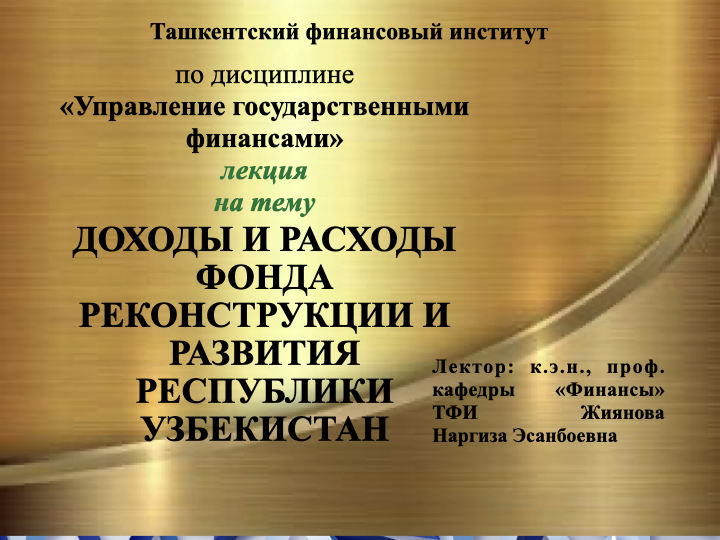 Ташкентский финансовый институт
по дисциплине
«Управление государственными
финансами»
лекция
на тему
ДОХОДЫ И РАСХОДЫ
ФОНДА
РЕКОНСТРУКЦИИ И
РАЗВИТИЯ
РЕСПУБЛИКИ
УЗБЕКИСТАН
Лектор: к.э.н., проф.
кафедры «Финансы»
ТФИ Жиянова
Наргиза Эсанбоевна